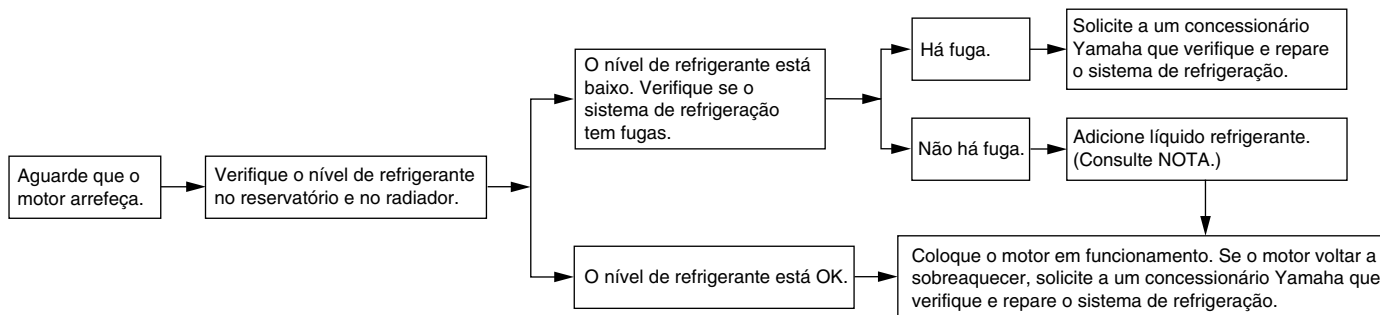 Aguarde que o
motor arrefeça.
Verifique o nível de refrigerante
no reservatório e no radiador.
O nível de refrigerante está
baixo. Verifique se o
sistema de refrigeração
tem fugas.
Há fuga.
Solicite a um concessionário
Yamaha que verifique e repare
o sistema de refrigeração.
Não há fuga.
Adicione líquido refrigerante.
(Consulte NOTA.)
O nível de refrigerante está OK.
Coloque o motor em funcionamento. Se o motor voltar a
sobreaquecer, solicite a um concessionário Yamaha que
verifique e repare o sistema de refrigeração.